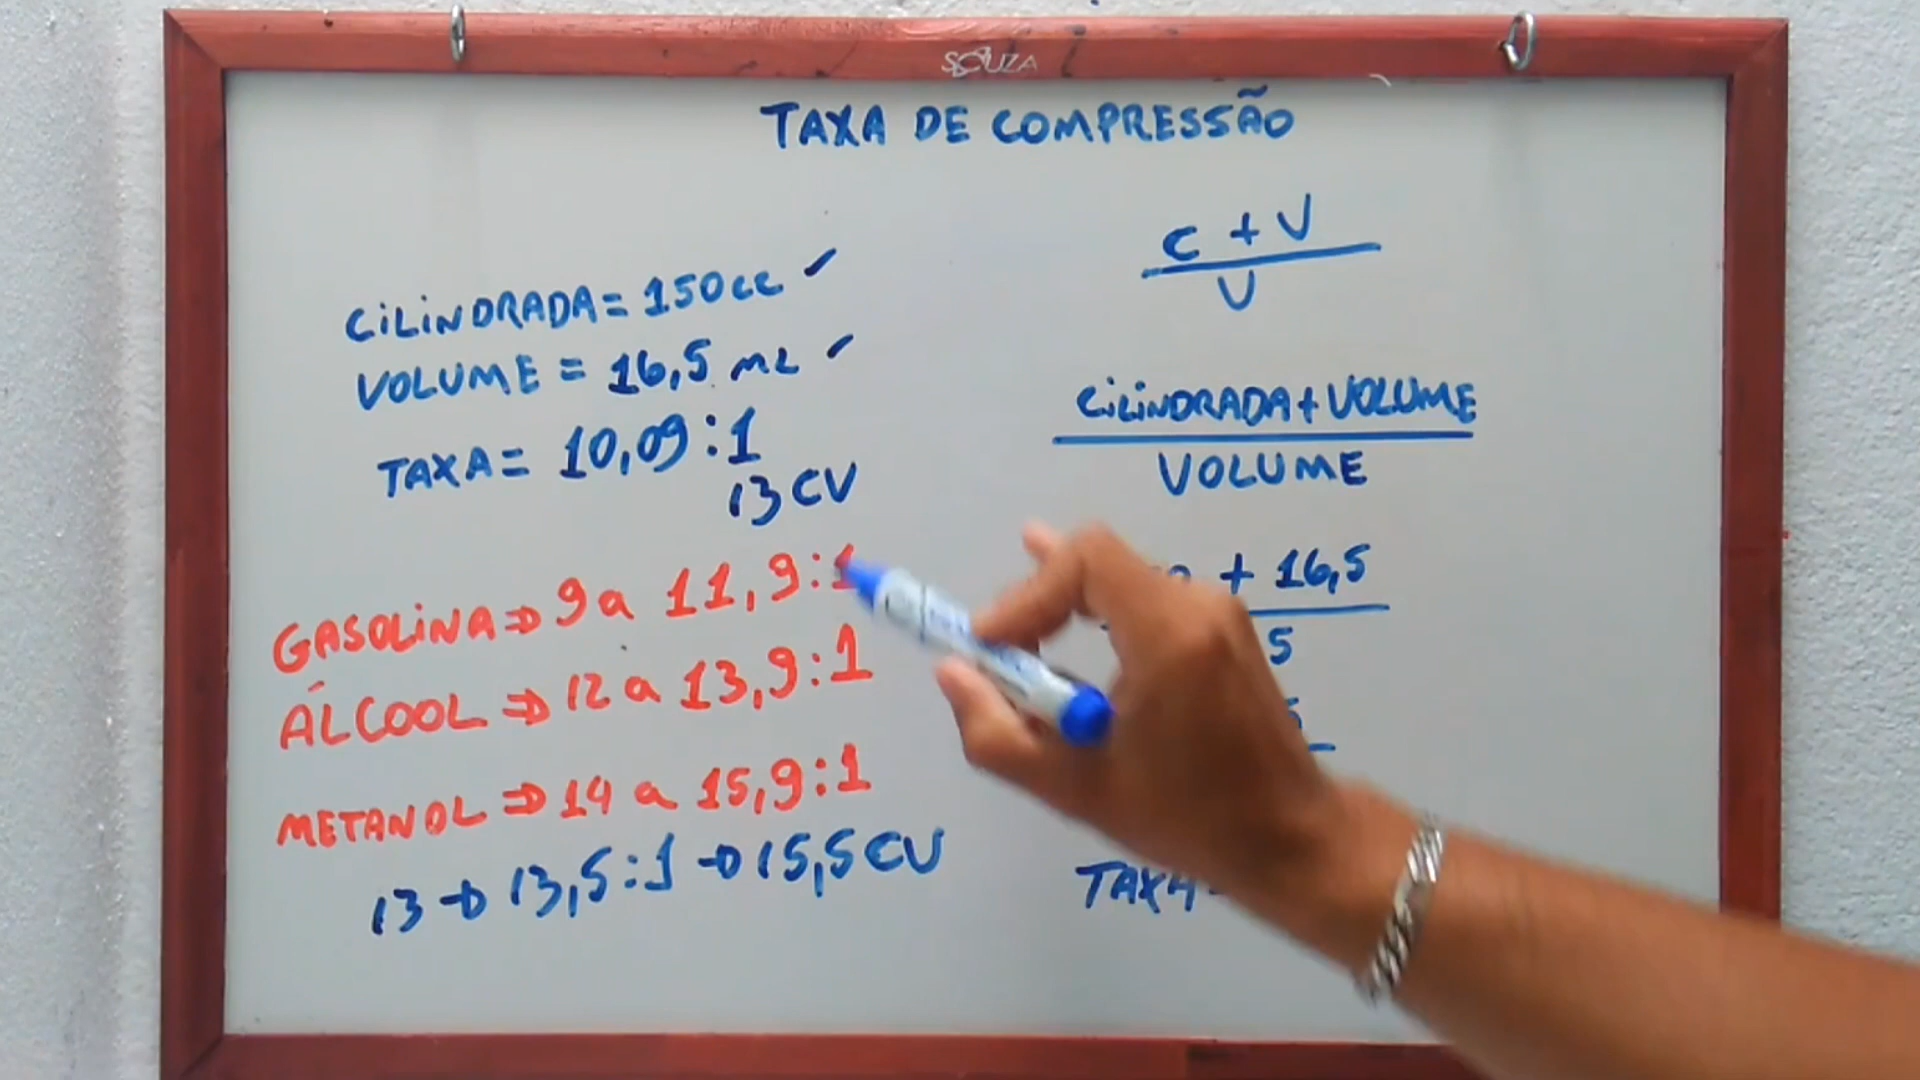 SOUZA
TAXA DE COMPRESSÃO
CILINDRADA = 150cc ✓
VOLUME = 16,5 mL ✓
TAXA = 10,09:1
13 CV
GASOLINA ⇒ 9 a 11,9:1
ÁLCOOL ⇒ 12 a 13,9:1
METANOL ⇒ 14 a 15,9:1
13 → 13,5:1 → 15,5 CV
C + V
V
CILINDRADA + VOLUME
VOLUME
+ 16,5
5
TAXA